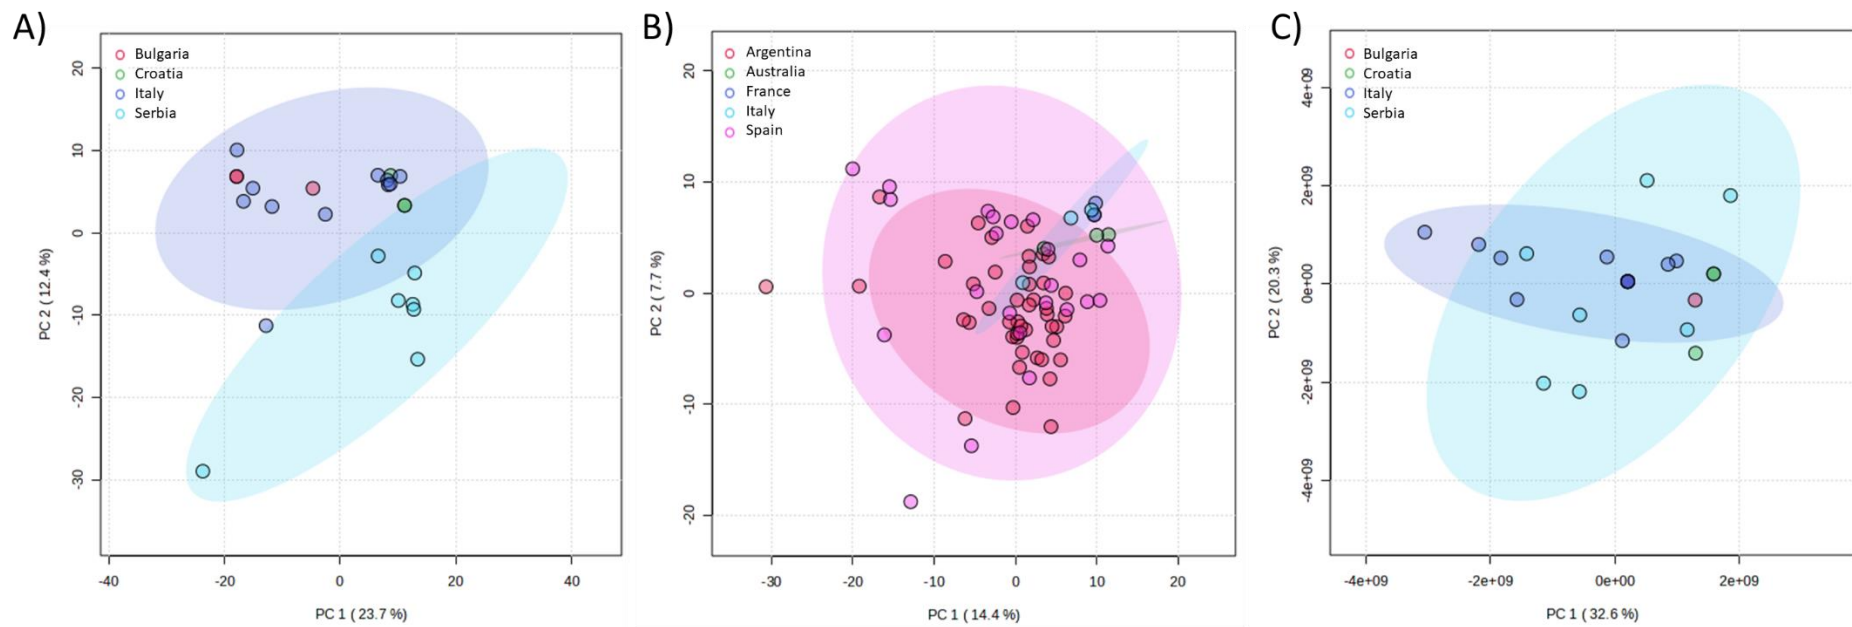 A)
Bulgaria
Croatia
Italy
Serbia
20
10
0
-10
-20
-30
PC 2 ( 12.4 %)
-40
-20
0
20
40
PC 1 ( 23.7 %)
B)
Argentina
Australia
France
Italy
Spain
20
10
0
-10
-20
PC 2 ( 7.7 %)
-30
-20
-10
0
10
20
PC 1 ( 14.4 %)
C)
Bulgaria
Croatia
Italy
Serbia
4e+09
2e+09
0e+00
-2e+09
-4e+09
PC 2 ( 20.3 %)
-4e+09
-2e+09
0e+00
2e+09
PC 1 ( 32.6 %)